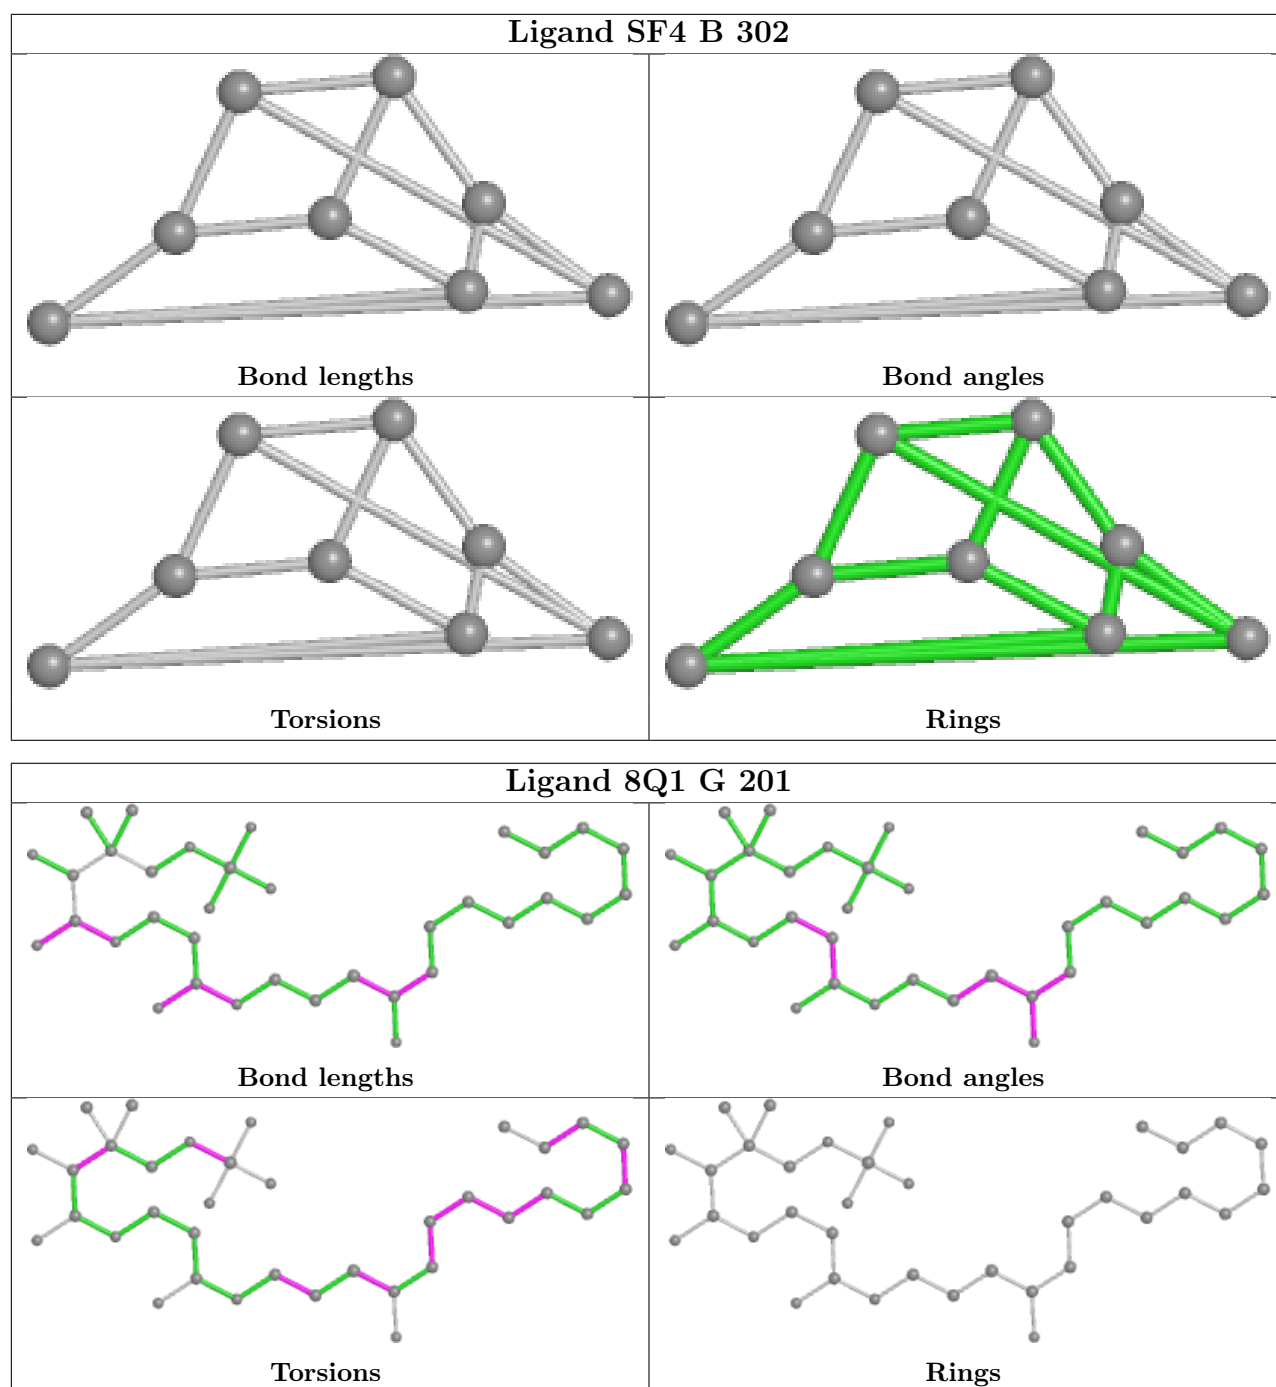 Ligand SF4 B 302
Bond lengths
Bond angles
Torsions
Rings
Ligand 8Q1 G 201
Bond lengths
Bond angles
Torsions
Rings